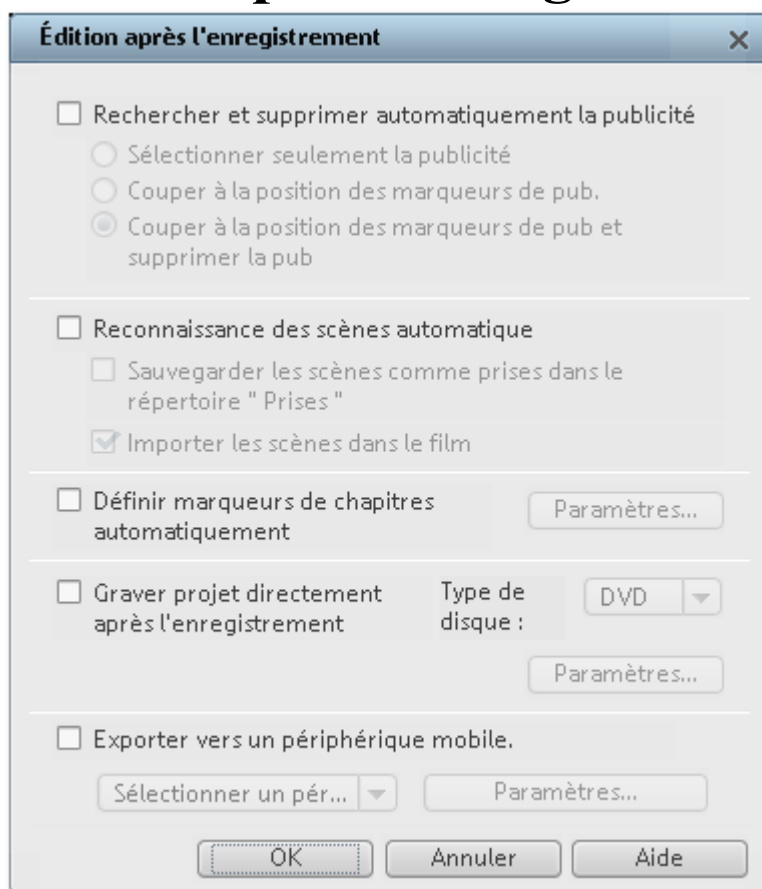 Édition après l'enregistrement
Rechercher et supprimer automatiquement la publicité
Sélectionner seulement la publicité
Couper à la position des marqueurs de pub.
Couper à la position des marqueurs de pub et
supprimer la pub
Reconnaissance des scènes automatique
Sauvegarder les scènes comme prises dans le
répertoire " Prises "
Importer les scènes dans le film
Définir marqueurs de chapitres
automatiquement
Paramètres...
Graver projet directement
après l'enregistrement
Type de
disque :
DVD
Paramètres...
Exporter vers un périphérique mobile.
Sélectionner un pér...
Paramètres...
OK
Annuler
Aide